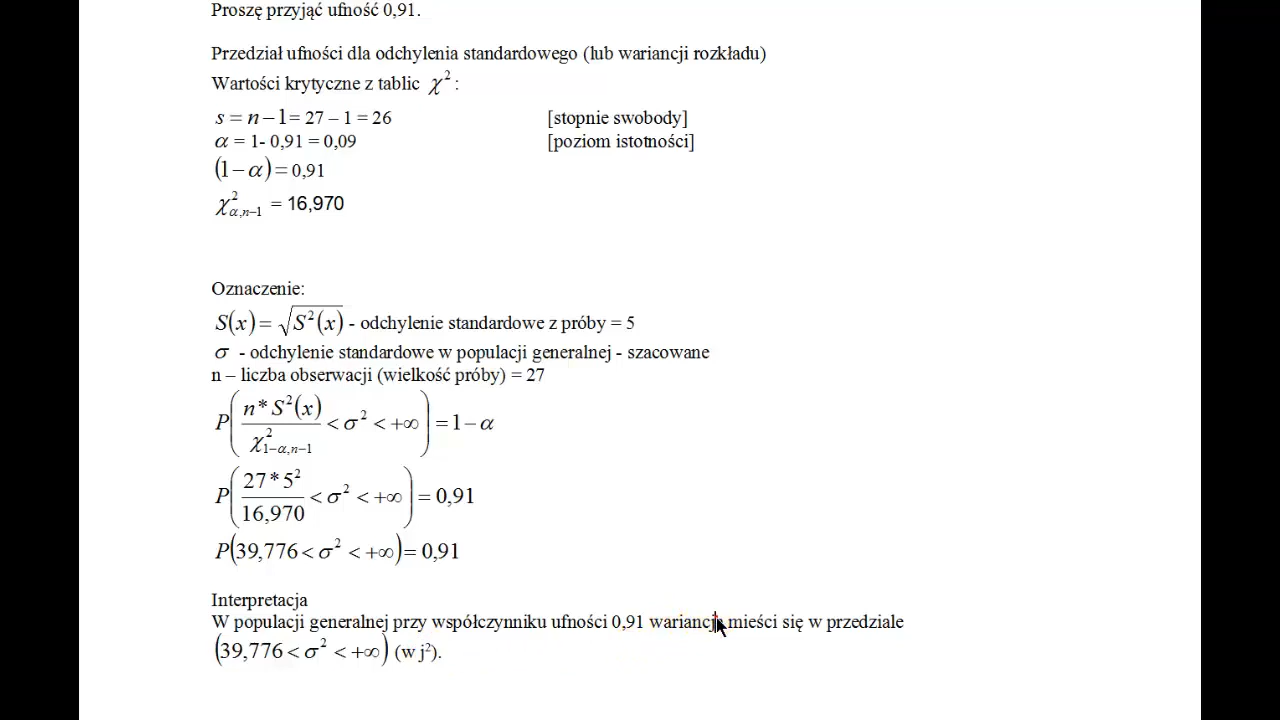 Proszę przyjąć ufność 0,91.
Przedział ufności dla odchylenia standardowego (lub wariancji rozkładu)
Wartości krytyczne z tablic χ² :
s = n − 1 = 27 – 1 = 26 [stopnie swobody]
α = 1- 0,91 = 0,09 [poziom istotności]
(1 − α) = 0,91
χ²_{α,n−1} = 16,970
Oznaczenie:
S(x) = √S²(x) - odchylenie standardowe z próby = 5
σ - odchylenie standardowe w populacji generalnej - szacowane
n – liczba obserwacji (wielkość próby) = 27
P( n * S²(x) / χ²_{1−α,n−1} < σ² < +∞ ) = 1 − α
P( 27 * 5² / 16,970 < σ² < +∞ ) = 0,91
P(39,776 < σ² < +∞) = 0,91
Interpretacja
W populacji generalnej przy współczynniku ufności 0,91 wariancja mieści się w przedziale
(39,776 < σ² < +∞) (w j²).